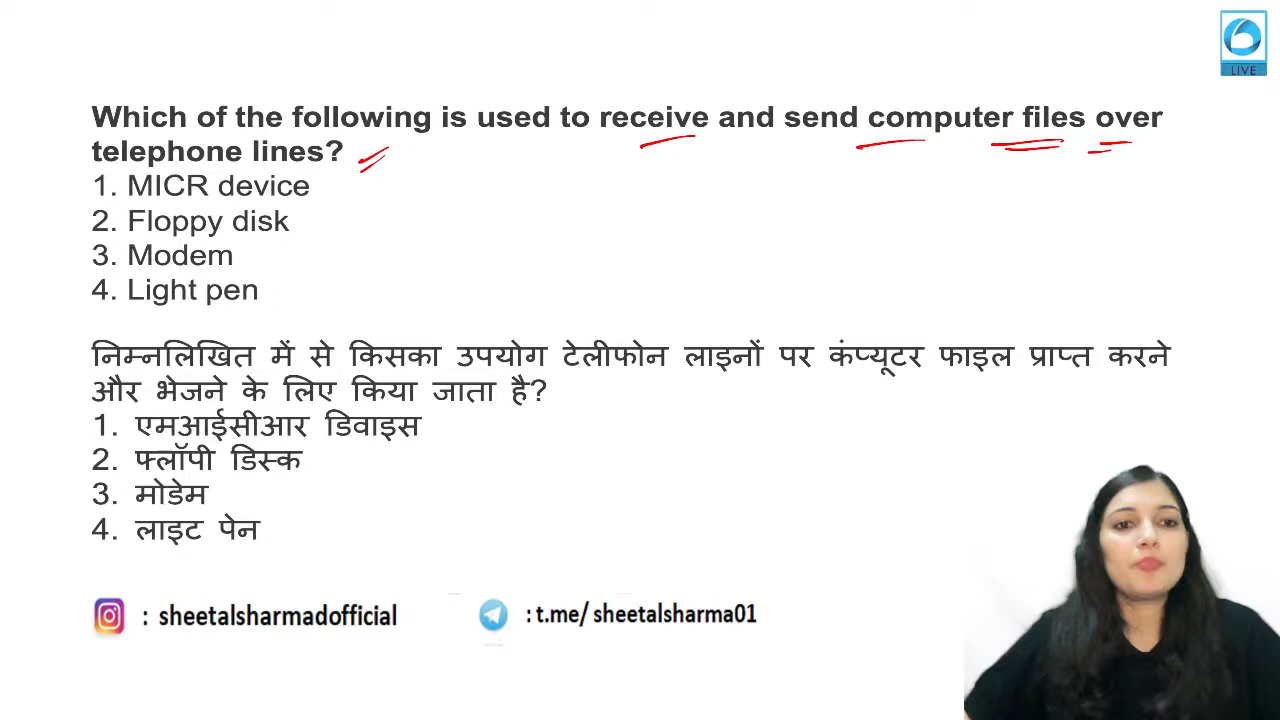 LIVE
Which of the following is used to receive and send computer files over
telephone lines?
1. MICR device
2. Floppy disk
3. Modem
4. Light pen
निम्नलिखित में से किसका उपयोग टेलीफोन लाइनों पर कंप्यूटर फाइल प्राप्त करने
और भेजने के लिए किया जाता है?
1. एमआईसीआर डिवाइस
2. फ्लॉपी डिस्क
3. मोडेम
4. लाइट पेन
: sheetalsharmadofficial
: t.me/ sheetalsharma01